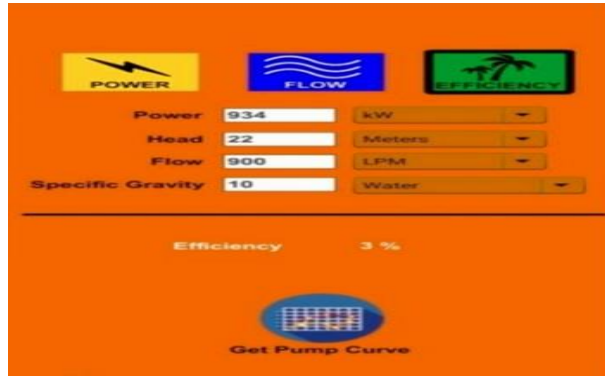 POWER FLOW EFFICIENCY
Power 934 kW
Head 22 Meters
Flow 900 LPM
Specific Gravity 10 Water
Efficiency 3 %
Get Pump Curve